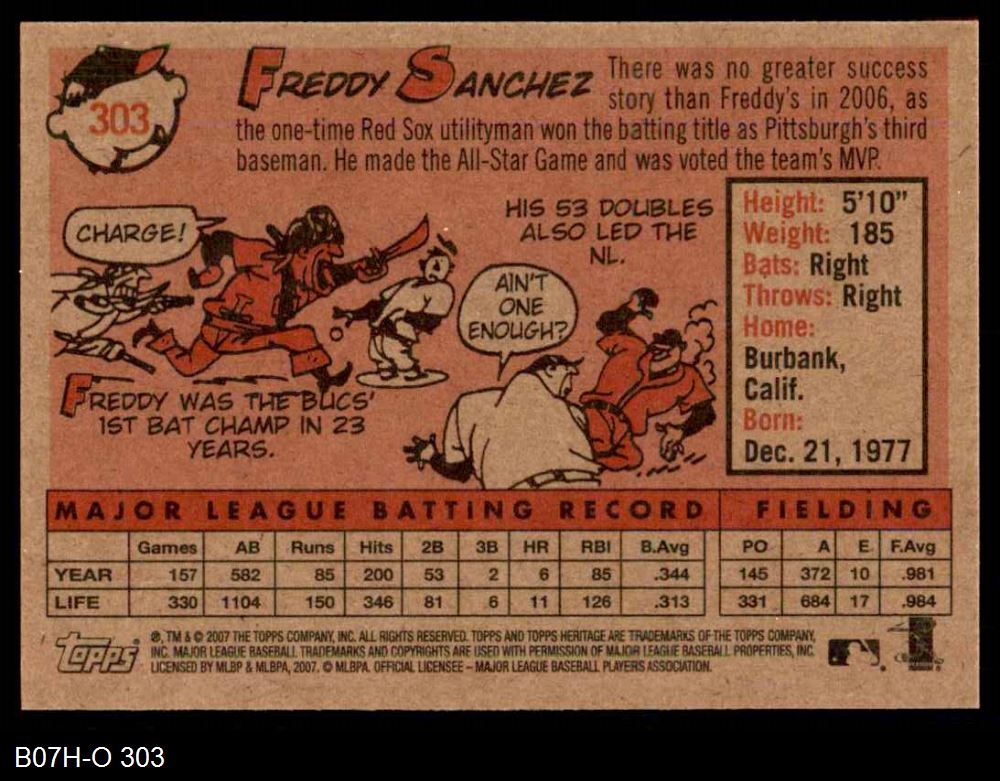 303
FREDDY SANCHEZ
There was no greater success
story than Freddy's in 2006, as
the one-time Red Sox utilityman won the batting title as Pittsburgh's third
baseman. He made the All-Star Game and was voted the team's MVP.
CHARGE!
FREDDY WAS THE BUCS'
1ST BAT CHAMP IN 23
YEARS.
HIS 53 DOUBLES
ALSO LED THE
NL.
AIN'T
ONE
ENOUGH?
Height: 5'10"
Weight: 185
Bats: Right
Throws: Right
Home:
Burbank,
Calif.
Born:
Dec. 21, 1977
MAJOR LEAGUE BATTING RECORD FIELDING
Games AB Runs Hits 2B 3B HR RBI B.Avg PO A E F.Avg
YEAR 157 582 85 200 53 2 6 85 .344 145 372 10 .981
LIFE 330 1104 150 346 81 6 11 126 .313 331 684 17 .984
Topps
®, TM & © 2007 THE TOPPS COMPANY, INC. ALL RIGHTS RESERVED. TOPPS AND TOPPS HERITAGE ARE TRADEMARKS OF THE TOPPS COMPANY,
INC. MAJOR LEAGUE BASEBALL TRADEMARKS AND COPYRIGHTS ARE USED WITH PERMISSION OF MAJOR LEAGUE BASEBALL PROPERTIES, INC.
LICENSED BY MLBP & MLBPA, 2007. © MLBPA. OFFICIAL LICENSEE – MAJOR LEAGUE BASEBALL PLAYERS ASSOCIATION.
B07H-O 303